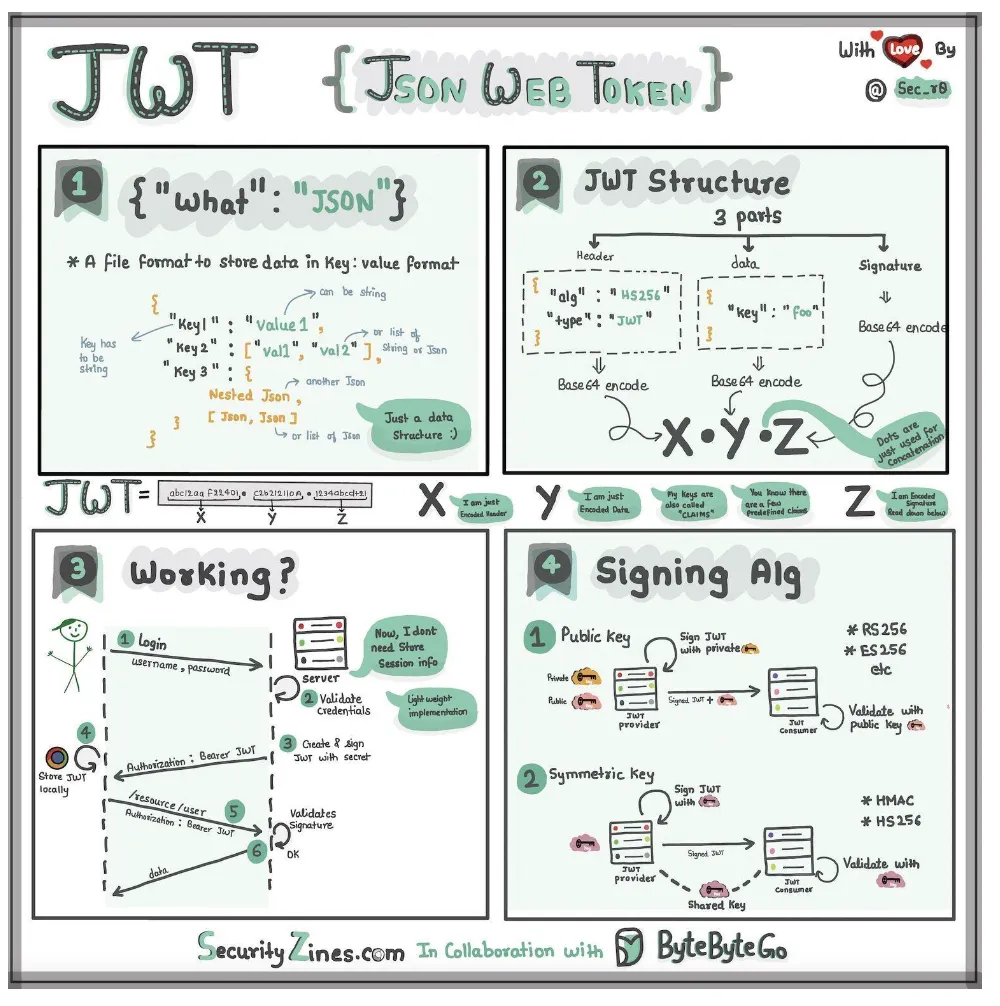 JWT
{ JSON WEB TOKEN }
With Love By
@ Sec_r0
1
{"What": "JSON"}
* A file format to store data in Key: value format
{
can be string
"Key1" : "Value1",
"Key 2" : ["val1", "val2"],
or list of
String or Json
Key has
to be
string
"Key 3" : {
another Json
Nested Json,
[Json, Json]
or list of Json
}
}
Just a data
Structure :)
2
JWT Structure
3 parts
Header
data
Signature
{
"alg" : "HS256"
"type" : "JWT"
}
{
"key" : "foo"
}
Base64 encode
Base64 encode
Base64 encode
X.Y.Z
Dots are
just used for
concatenation
JWT =
abc12aa f22401 . c2b212110A . 1234abcd+21
X
Y
Z
X
I am just
Encoded Header
Y
I am just
Encoded Data
My Keys are
also called
"CLAIMS"
You Know there
are a few
predefined claims
Z
I am Encoded
Signature
Read down below
3
Working?
1 Login
username, password
server
Now, I dont
need Store
Session info
2 Validate
credentials
Light weight
implementation
3 Create & sign
JWT with secret
4
Authorization : Bearer JWT
Store JWT
locally
/resource/user
5
Authorization : Bearer JWT
Validates
Signature
6
OK
data
4
Signing Alg
1 Public Key
Sign JWT
with private
* RS256
* ES256
etc
Private
Public
Signed JWT +
JWT
provider
JWT
Consumer
Validate with
public Key
2 Symmetric Key
Sign JWT
with
* HMAC
* HS256
Signed JWT
JWT
provider
JWT
Consumer
Validate with
Shared Key
SecurityZines.com In Collaboration with ByteByteGo